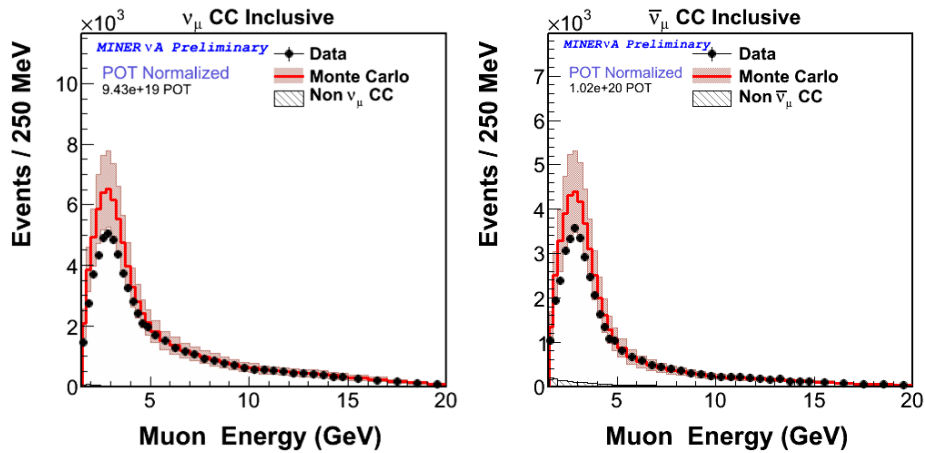 ν_μ CC Inclusive
×10³
MINERνA Preliminary
POT Normalized
9.43e+19 POT
Data
Monte Carlo
Non ν_μ CC
Events / 250 MeV
10
8
6
4
2
0
5
10
15
20
Muon Energy (GeV)
ν̅_μ CC Inclusive
×10³
MINERνA Preliminary
POT Normalized
1.02e+20 POT
Data
Monte Carlo
Non ν̅_μ CC
Events / 250 MeV
7
6
5
4
3
2
1
0
5
10
15
20
Muon Energy (GeV)